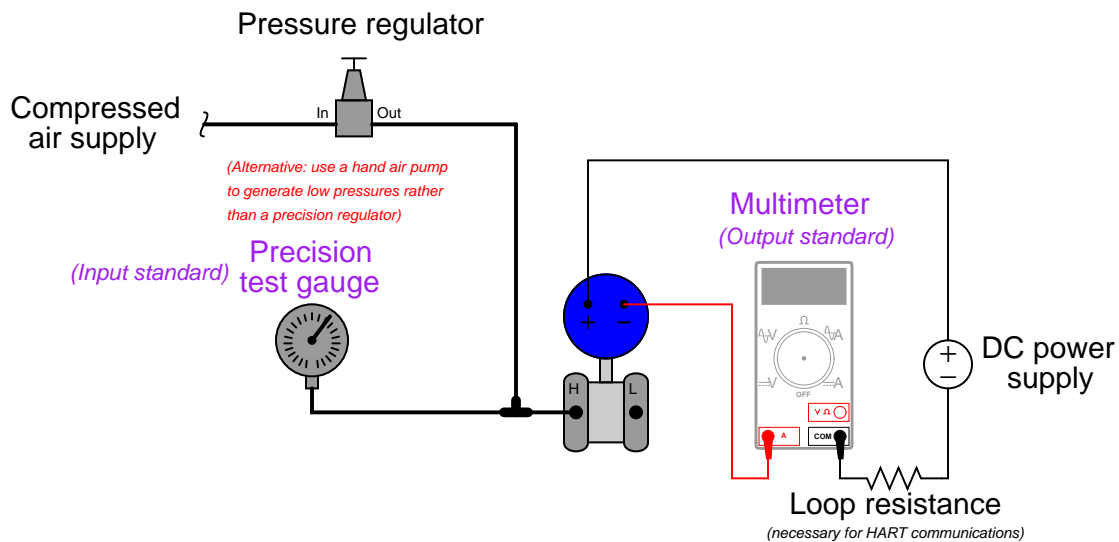 Pressure regulator
Compressed
air supply
In
Out
(Alternative: use a hand air pump
to generate low pressures rather
than a precision regulator)
(Input standard)
Precision
test gauge
Multimeter
(Output standard)
+
−
H
L
Ω
V
A
V
A
OFF
V Ω
A
COM
+
−
DC power
supply
Loop resistance
(necessary for HART communications)